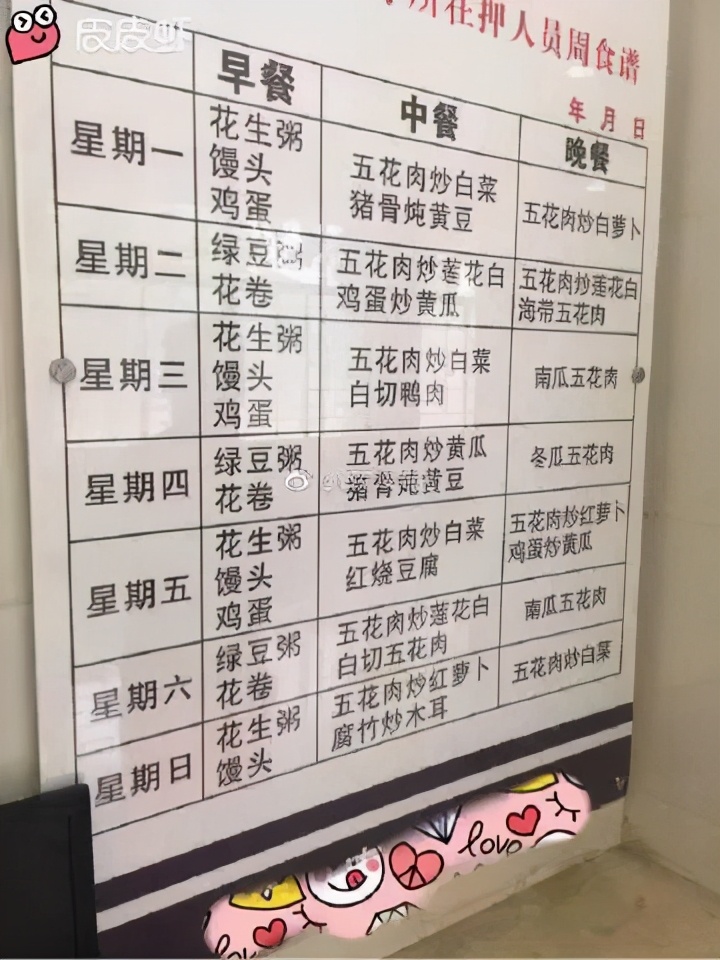 皮皮虾
所在押人员周食谱
年 月 日
早餐
中餐
晚餐
星期一
花生粥
馒头
鸡蛋
五花肉炒白菜
猪骨炖黄豆
五花肉炒白萝卜
星期二
绿豆粥
花卷
五花肉炒莲花白
鸡蛋炒黄瓜
五花肉炒莲花白
海带五花肉
星期三
花生粥
馒头
鸡蛋
五花肉炒白菜
白切鸭肉
南瓜五花肉
星期四
绿豆粥
花卷
五花肉炒黄瓜
猪骨炖黄豆
冬瓜五花肉
星期五
花生粥
馒头
鸡蛋
五花肉炒白菜
红烧豆腐
五花肉炒红萝卜
鸡蛋炒黄瓜
星期六
绿豆粥
花卷
五花肉炒莲花白
白切五花肉
南瓜五花肉
星期日
花生粥
馒头
五花肉炒红萝卜
腐竹炒木耳
五花肉炒白菜
love